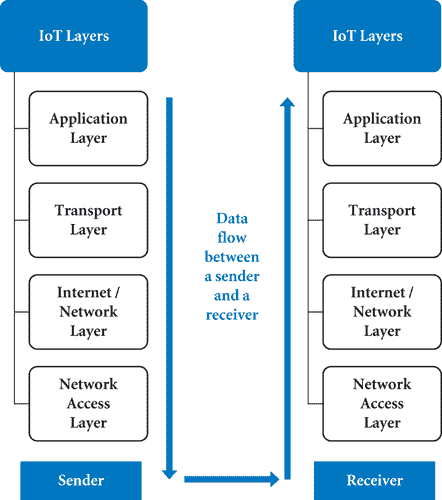 IoT Layers
Application
Layer
Transport
Layer
Internet /
Network
Layer
Network
Access
Layer
Sender
Data
flow
between
a sender
and a
receiver
IoT Layers
Application
Layer
Transport
Layer
Internet /
Network
Layer
Network
Access
Layer
Receiver